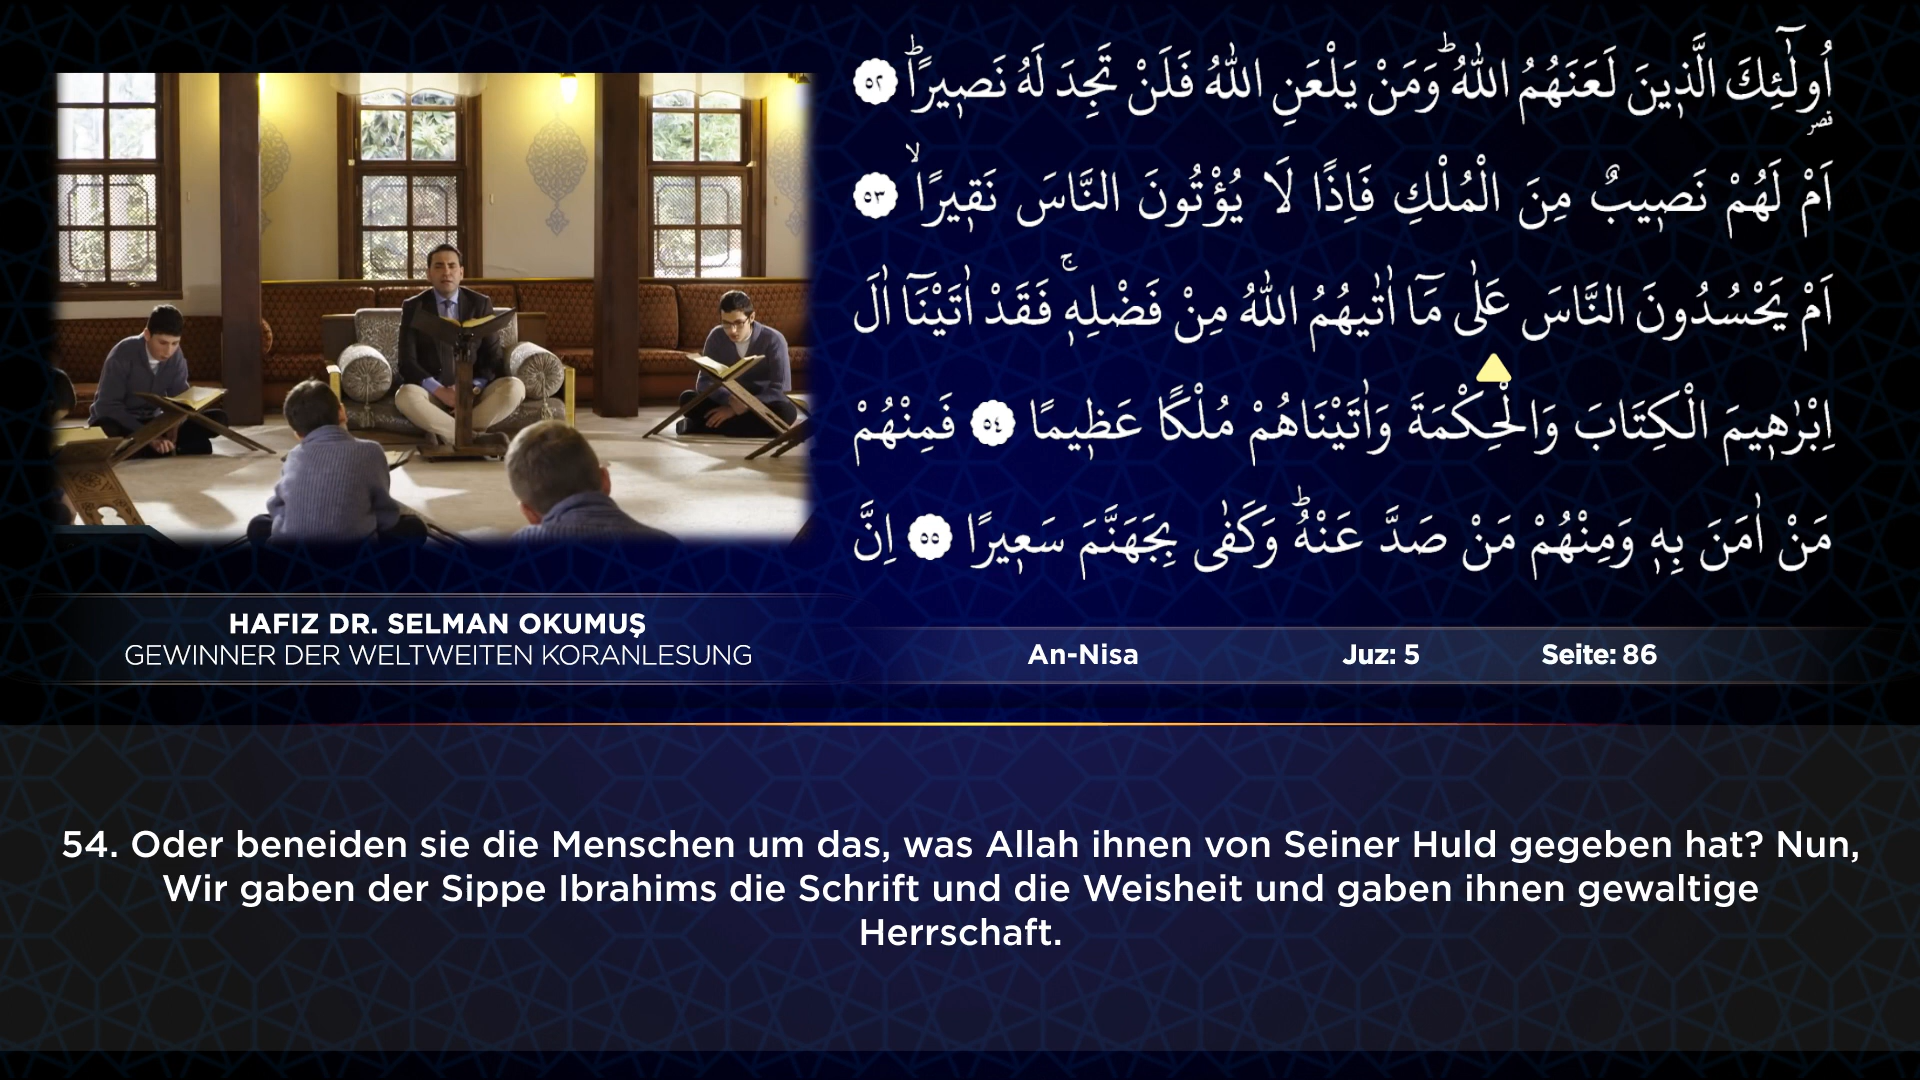 اُو۬لٰٓئِكَ الَّذ۪ينَ لَعَنَهُمُ اللّٰهُۜ وَمَنْ يَلْعَنِ اللّٰهُ فَلَنْ تَجِدَ لَهُ نَص۪يرًاۜ ٥٢
قصر
اَمْ لَهُمْ نَص۪يبٌ مِنَ الْمُلْكِ فَاِذًا لَا يُؤْتُونَ النَّاسَ نَق۪يرًاۙ ٥٣
اَمْ يَحْسُدُونَ النَّاسَ عَلٰى مَٓا اٰتٰيهُمُ اللّٰهُ مِنْ فَضْلِه۪ۚ فَقَدْ اٰتَيْنَٓا اٰلَ
اِبْرٰه۪يمَ الْكِتَابَ وَالْحِكْمَةَ وَاٰتَيْنَاهُمْ مُلْكًا عَظ۪يمًا ٥٤ فَمِنْهُمْ
مَنْ اٰمَنَ بِه۪ وَمِنْهُمْ مَنْ صَدَّ عَنْهُۜ وَكَفٰى بِجَهَنَّمَ سَع۪يرًا ٥٥ اِنَّ
HAFIZ DR. SELMAN OKUMUŞ
GEWINNER DER WELTWEITEN KORANLESUNG
An-Nisa Juz: 5 Seite: 86
54. Oder beneiden sie die Menschen um das, was Allah ihnen von Seiner Huld gegeben hat? Nun,
Wir gaben der Sippe Ibrahims die Schrift und die Weisheit und gaben ihnen gewaltige
Herrschaft.